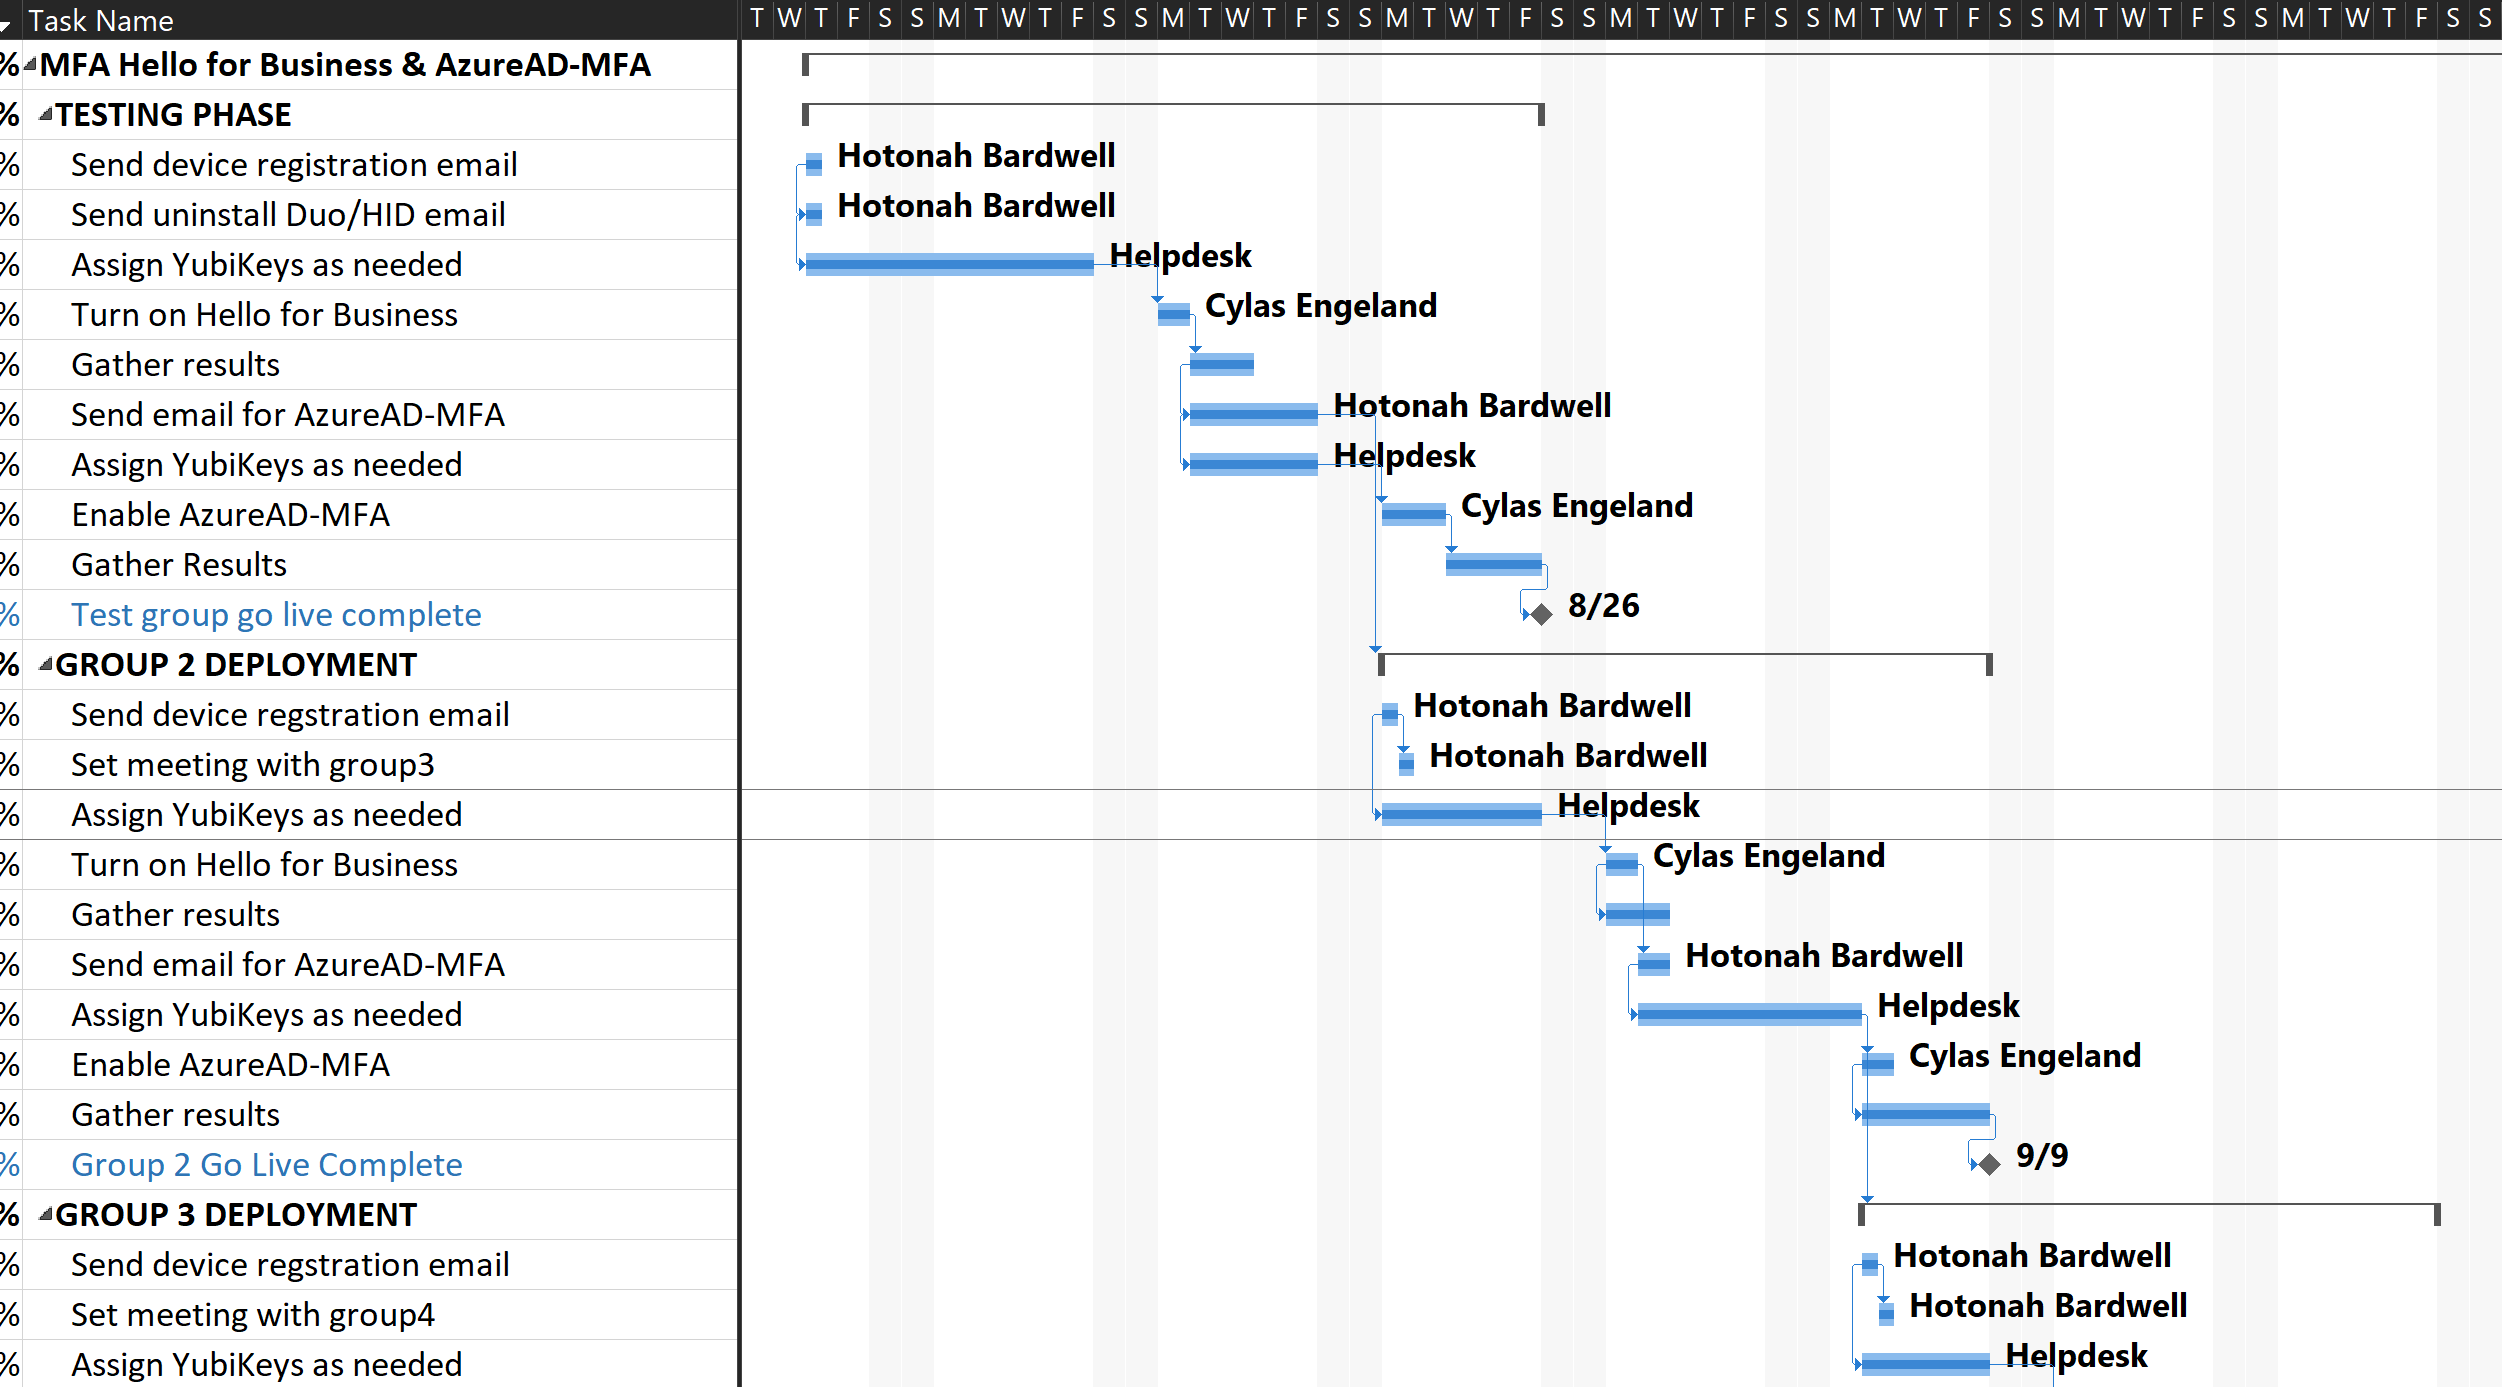 Task Name T W T F S S M T W T F S S M T W T F S S M T W T F S S M T W T F S S M T W T F S S M T W T F S S M T W T F S S
% MFA Hello for Business & AzureAD-MFA
% TESTING PHASE
% Send device registration email Hotonah Bardwell
% Send uninstall Duo/HID email Hotonah Bardwell
% Assign YubiKeys as needed Helpdesk
% Turn on Hello for Business Cylas Engeland
% Gather results
% Send email for AzureAD-MFA Hotonah Bardwell
% Assign YubiKeys as needed Helpdesk
% Enable AzureAD-MFA Cylas Engeland
% Gather Results
% Test group go live complete 8/26
% GROUP 2 DEPLOYMENT
% Send device regstration email Hotonah Bardwell
% Set meeting with group3 Hotonah Bardwell
% Assign YubiKeys as needed Helpdesk
% Turn on Hello for Business Cylas Engeland
% Gather results
% Send email for AzureAD-MFA Hotonah Bardwell
% Assign YubiKeys as needed Helpdesk
% Enable AzureAD-MFA Cylas Engeland
% Gather results
% Group 2 Go Live Complete 9/9
% GROUP 3 DEPLOYMENT
% Send device regstration email Hotonah Bardwell
% Set meeting with group4 Hotonah Bardwell
% Assign YubiKeys as needed Helpdesk